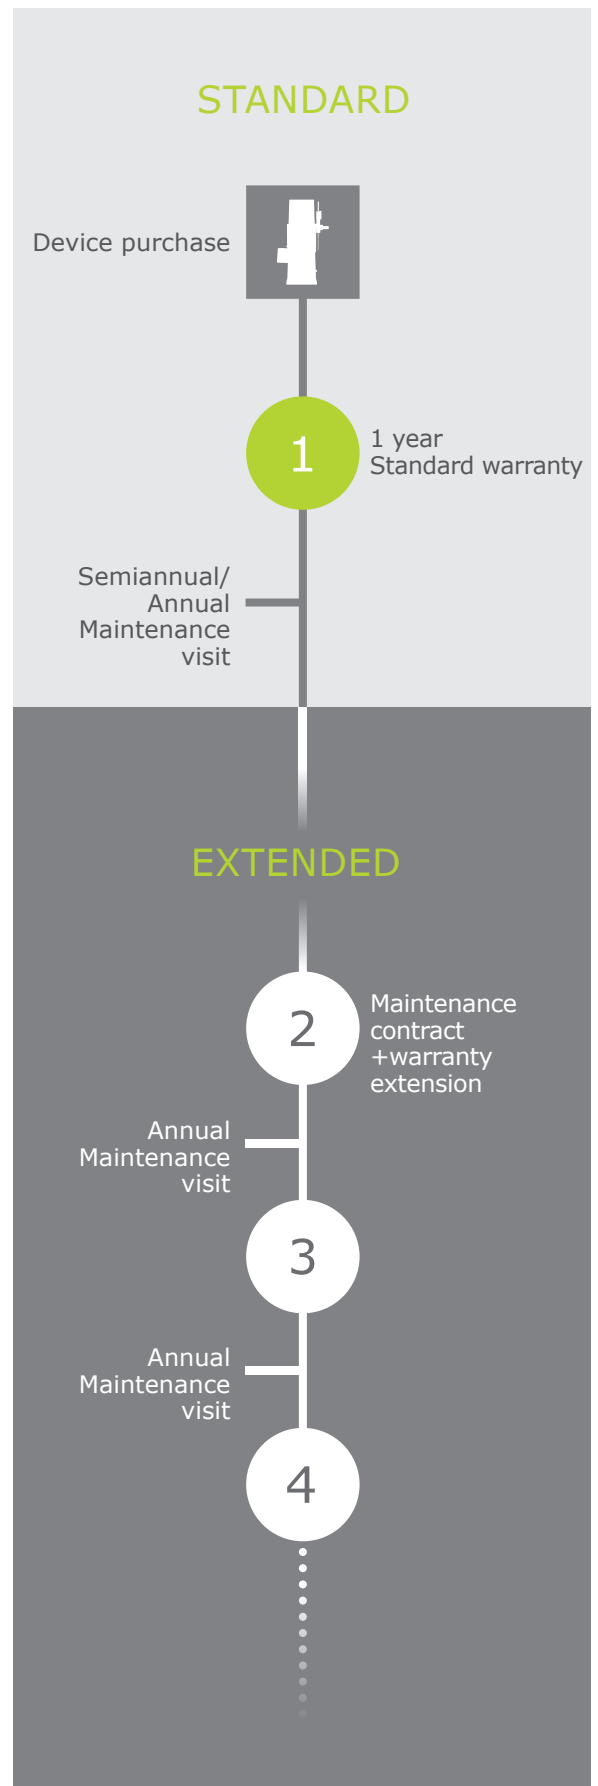 STANDARD
Device purchase
1
1 year
Standard warranty
Semiannual/
Annual
Maintenance
visit
EXTENDED
2
Maintenance
contract
+warranty
extension
Annual
Maintenance
visit
3
Annual
Maintenance
visit
4